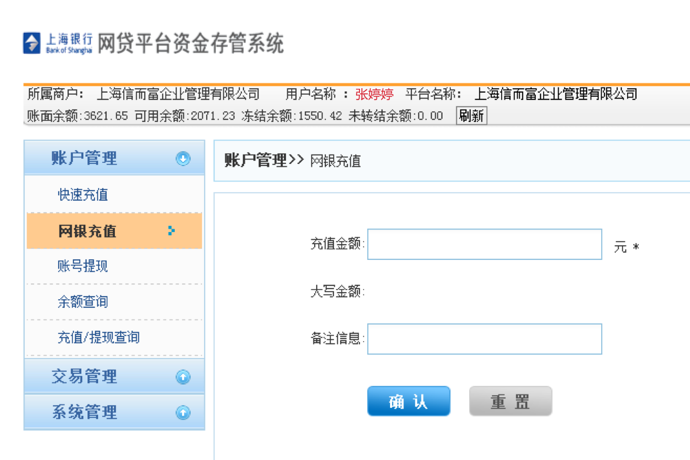 上海银行 网贷平台资金存管系统
Bank of Shanghai
所属商户： 上海信而富企业管理有限公司 用户名称 ： 张婷婷 平台名称： 上海信而富企业管理有限公司
账面余额:3621.65 可用余额:2071.23 冻结余额:1550.42 未转结余额:0.00 刷新
账户管理
快速充值
网银充值
账号提现
余额查询
充值/提现查询
交易管理
系统管理
账户管理>> 网银充值
充值金额: 元 *
大写金额:
备注信息:
确 认 重 置